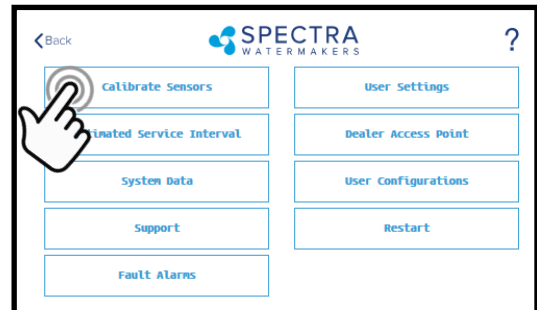 Back
SPECTRA
WATERMAKERS
?
Calibrate Sensors
User Settings
Service Interval
Dealer Access Point
System Data
User Configurations
Support
Restart
Fault Alarms